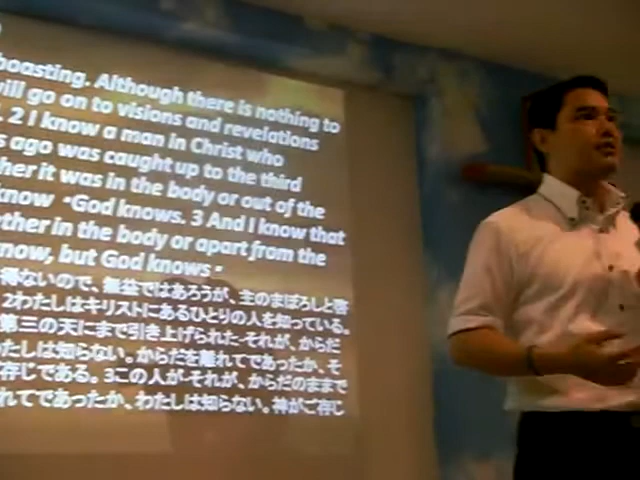 boasting. Although there is nothing to
will go on to visions and revelations
. 2 I know a man in Christ who
s ago was caught up to the third
her it was in the body or out of the
know -God knows. 3 And I know that
ether in the body or apart from the
now, but God knows-
得ないので、無益ではあろうが、主のまぼろしと啓
2わたしはキリストにあるひとりの人を知っている。
第三の天にまで引き上げられた-それが、からだ
たしは知らない。からだを離れてであったか、そ
存じである。3この人が-それが、からだのままで
れてであったか、わたしは知らない。神がご存じ